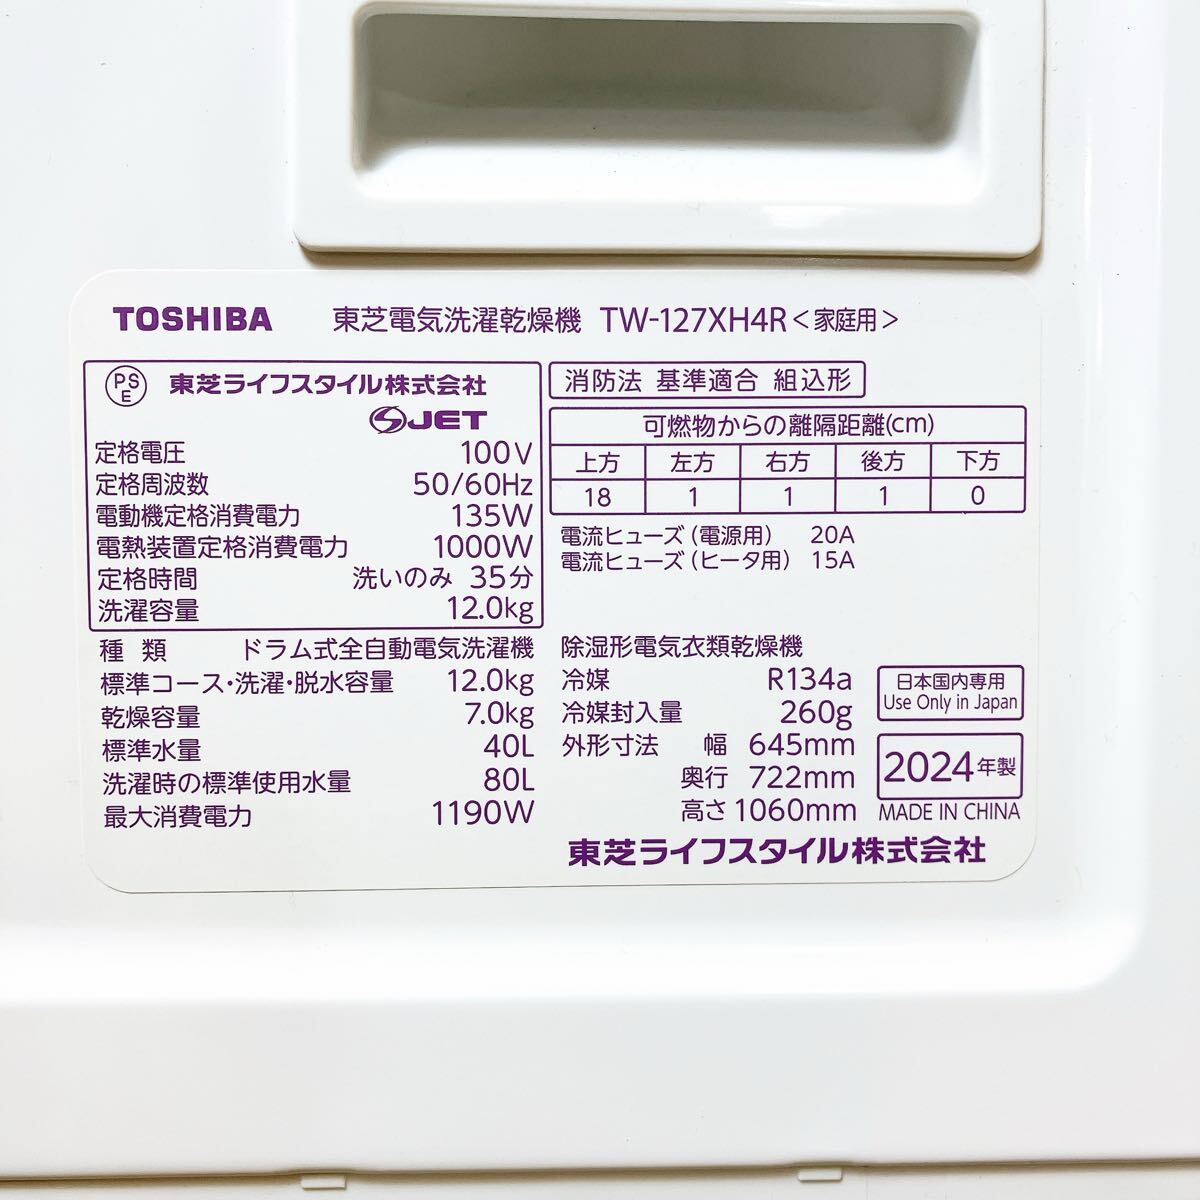 TOSHIBA 東芝電気洗濯乾燥機 TW-127XH4R<家庭用>
PSE 東芝ライフスタイル株式会社
SJET
定格電圧 100V
定格周波数 50/60Hz
電動機定格消費電力 135W
電熱装置定格消費電力 1000W
定格時間 洗いのみ 35分
洗濯容量 12.0kg
種類 ドラム式全自動電気洗濯機
標準コース・洗濯・脱水容量 12.0kg
乾燥容量 7.0kg
標準水量 40L
洗濯時の標準使用水量 80L
最大消費電力 1190W
消防法 基準適合 組込形
可燃物からの離隔距離(cm)
上方 左方 右方 後方 下方
18 1 1 1 0
電流ヒューズ(電源用) 20A
電流ヒューズ(ヒータ用) 15A
除湿形電気衣類乾燥機
冷媒 R134a
冷媒封入量 260g
外形寸法 幅 645mm
奥行 722mm
高さ 1060mm
日本国内専用
Use Only in Japan
2024年製
MADE IN CHINA
東芝ライフスタイル株式会社